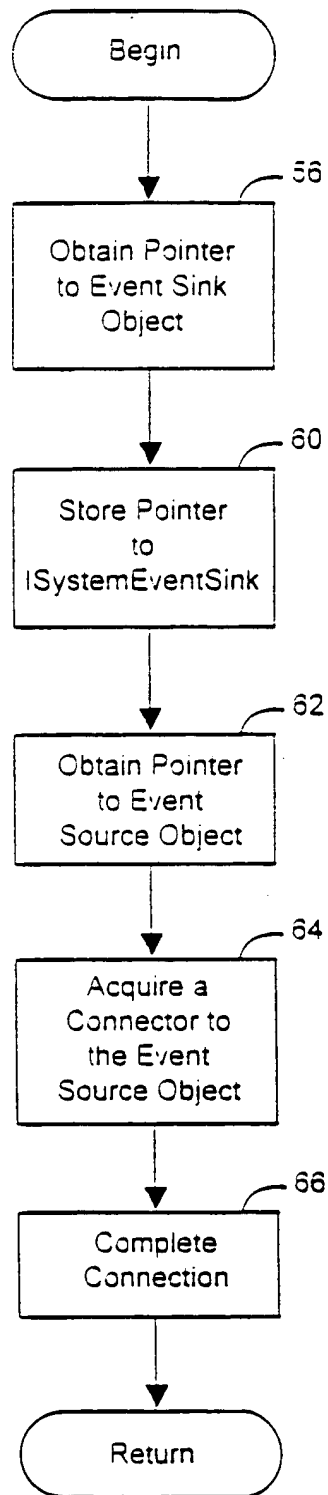 Begin
56
Obtain Pointer
to Event Sink
Object
60
Store Pointer
to
ISystemEventSink
62
Obtain Pointer
to Event
Source Object
64
Acquire a
Connector to
the Event
Source Object
66
Complete
Connection
Return